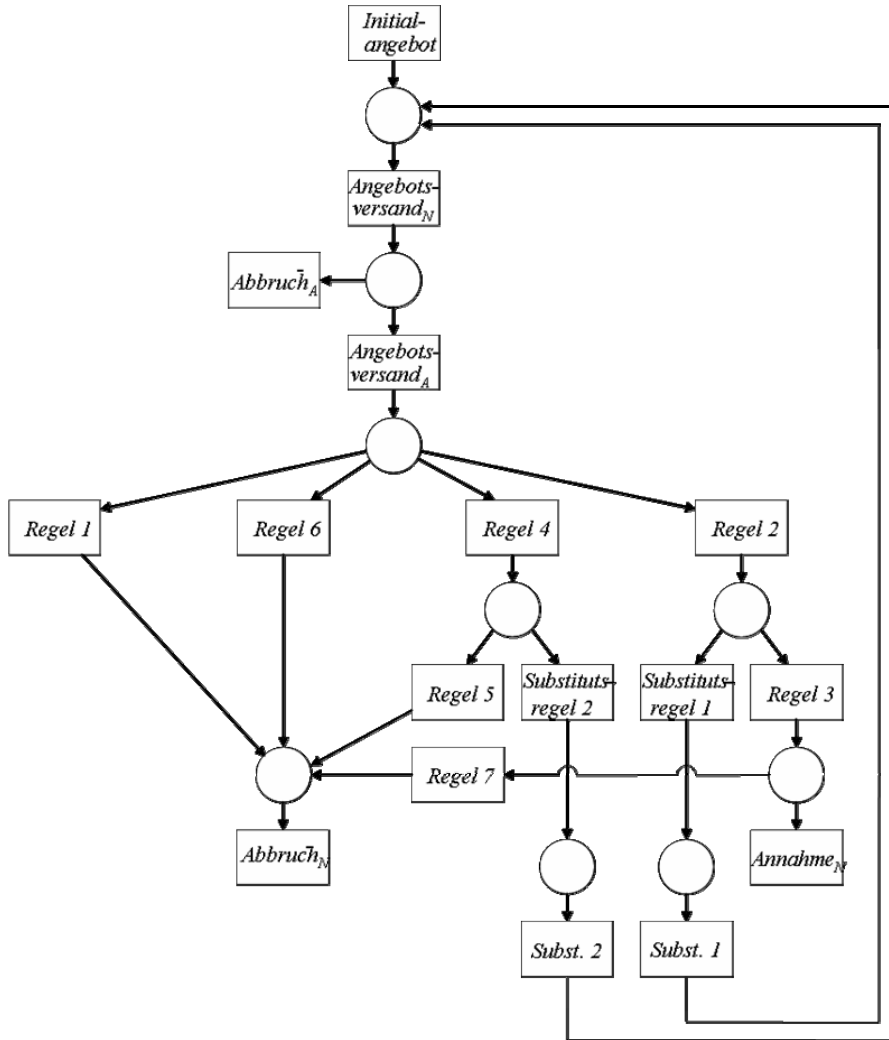 Initial-
angebot
Angebots-
versand_N
Abbruch_A
Angebots-
versand_A
Regel 1
Regel 6
Regel 4
Regel 2
Regel 5
Substituts-
regel 2
Substituts-
regel 1
Regel 3
Regel 7
Abbruch_N
Annahme_N
Subst. 2
Subst. 1